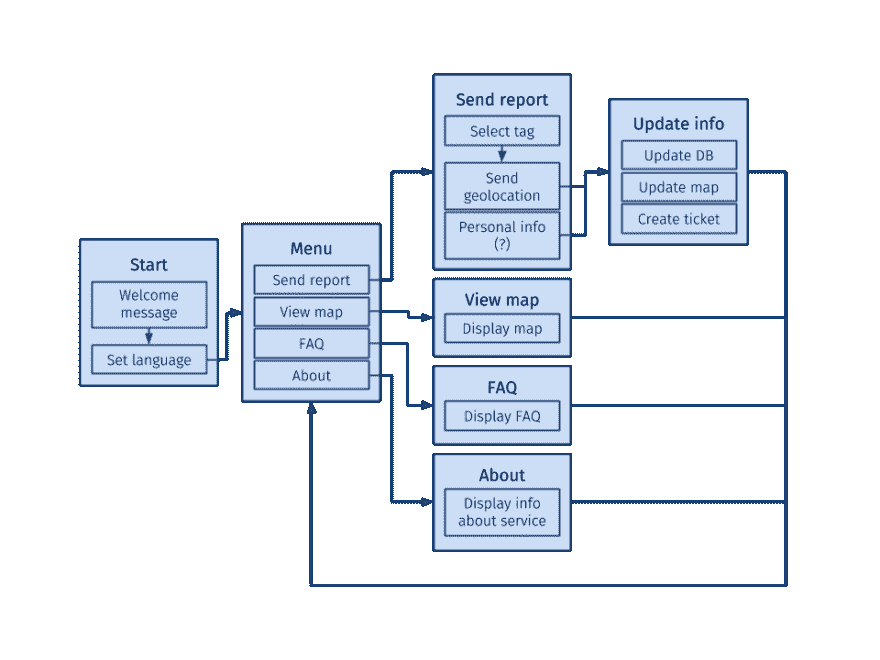 Start
Welcome
message
Set language
Menu
Send report
View map
FAQ
About
Send report
Select tag
Send
geolocation
Personal info
(?)
Update info
Update DB
Update map
Create ticket
View map
Display map
FAQ
Display FAQ
About
Display info
about service